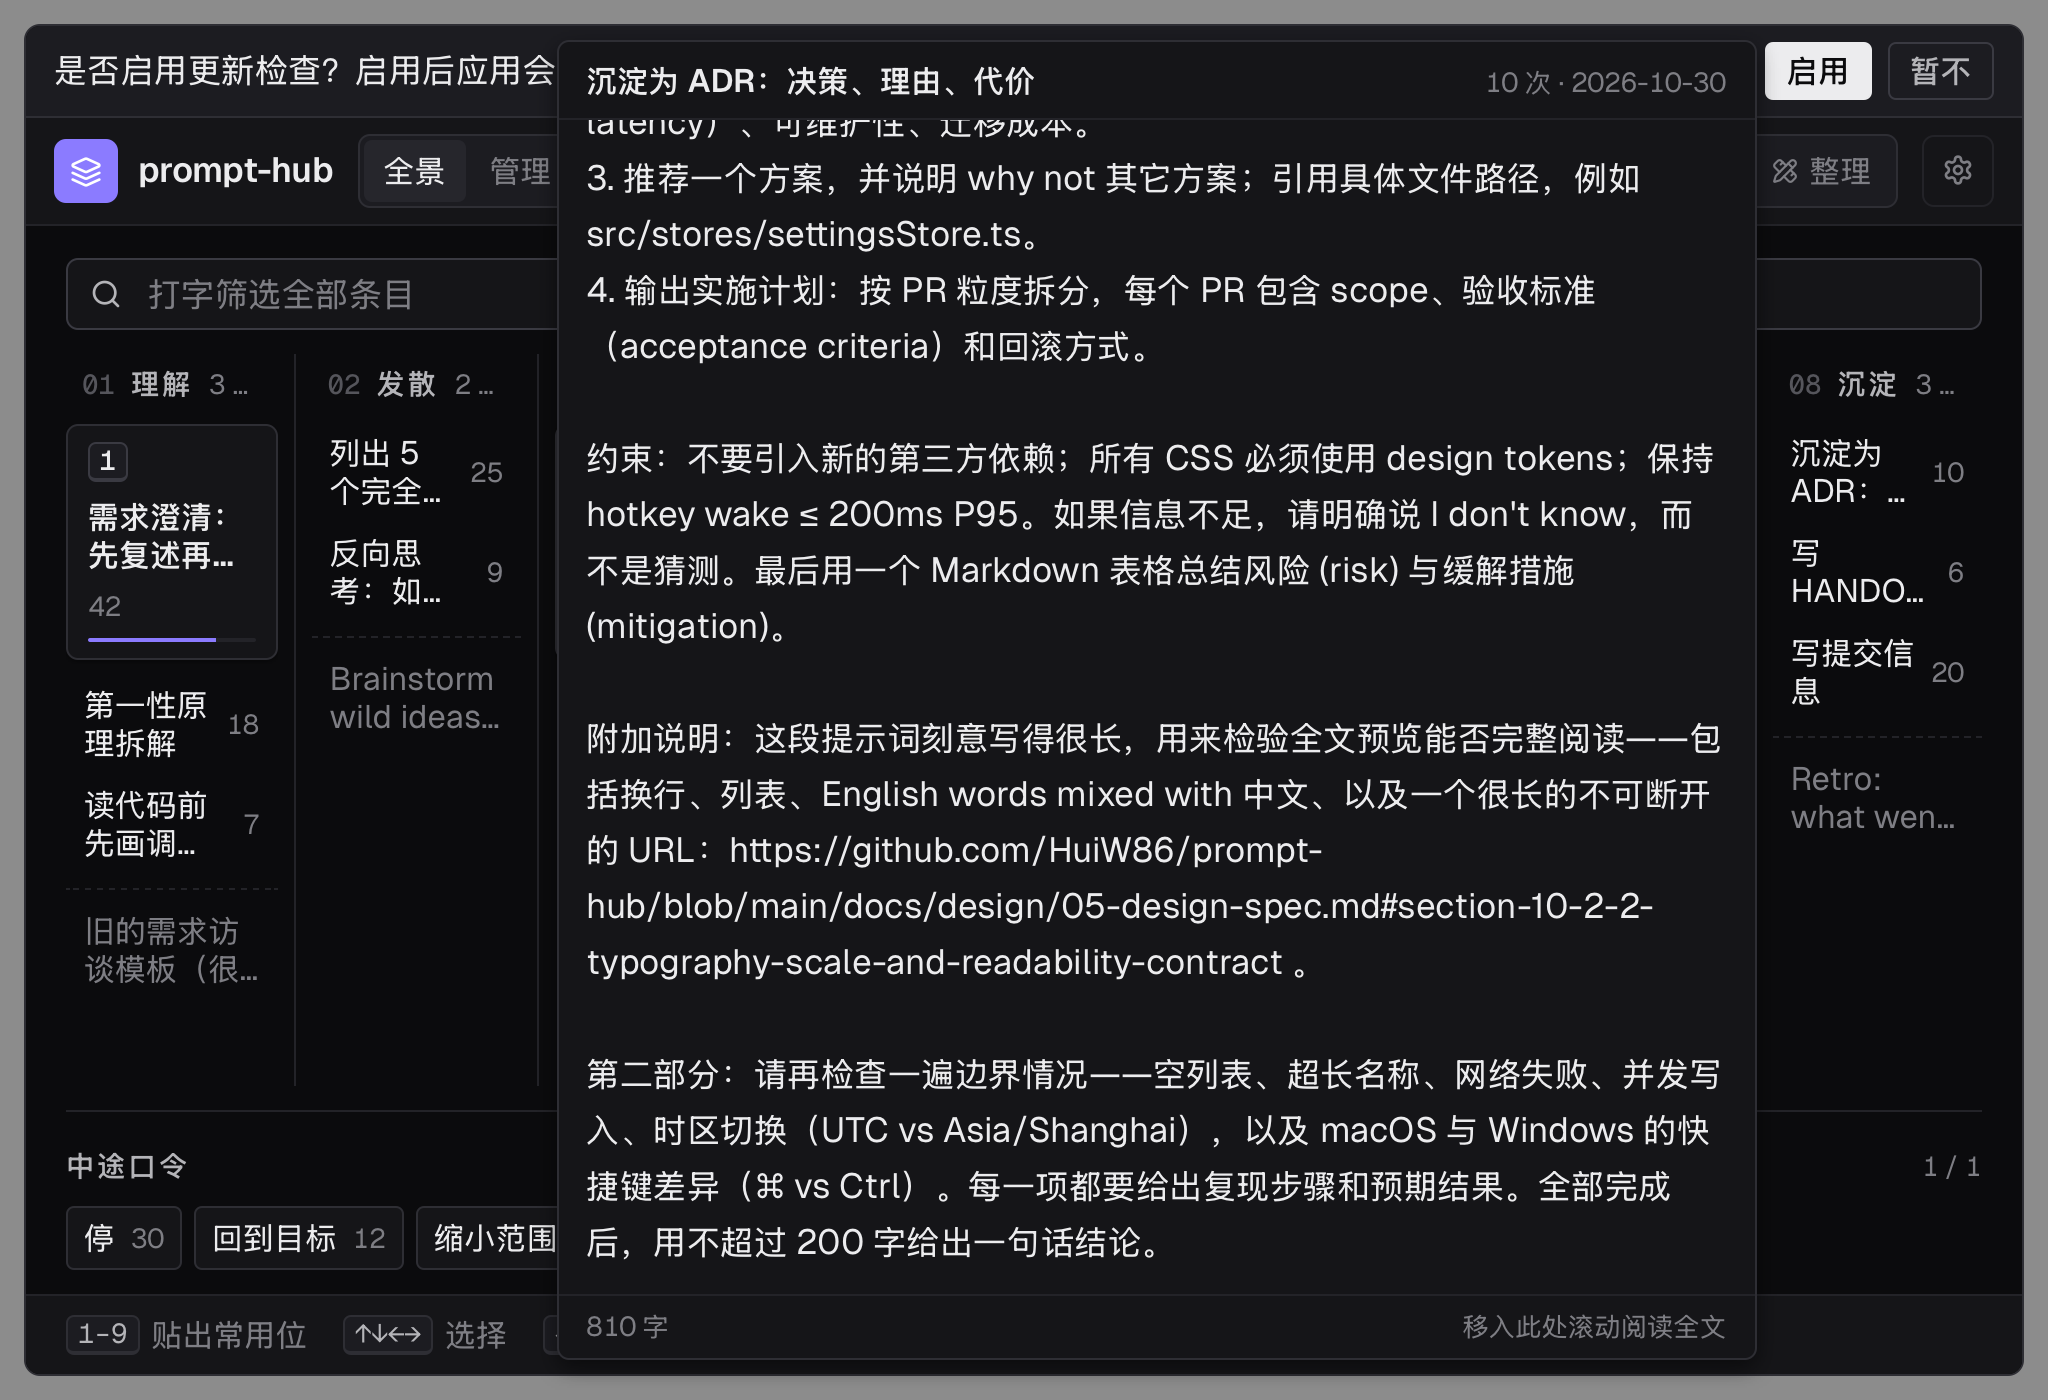 是否启用更新检查？启用后应用会
启用
暂不
prompt-hub
全景
管理
整理
打字筛选全部条目
01 理解 3…
1
需求澄清：
先复述再…
42
第一性原
理拆解
18
读代码前
先画调…
7
旧的需求访
谈模板（很…
02 发散 2…
列出 5
个完全…
25
反向思
考：如…
9
Brainstorm
wild ideas…
沉淀为 ADR：决策、理由、代价
10 次 · 2026-10-30
latency）、可维护性、迁移成本。
3. 推荐一个方案，并说明 why not 其它方案；引用具体文件路径，例如
src/stores/settingsStore.ts。
4. 输出实施计划：按 PR 粒度拆分，每个 PR 包含 scope、验收标准
（acceptance criteria）和回滚方式。
约束：不要引入新的第三方依赖；所有 CSS 必须使用 design tokens；保持
hotkey wake ≤ 200ms P95。如果信息不足，请明确说 I don't know，而
不是猜测。最后用一个 Markdown 表格总结风险 (risk) 与缓解措施
(mitigation)。
附加说明：这段提示词刻意写得很长，用来检验全文预览能否完整阅读——包
括换行、列表、English words mixed with 中文、以及一个很长的不可断开
的 URL：https://github.com/HuiW86/prompt-
hub/blob/main/docs/design/05-design-spec.md#section-10-2-2-
typography-scale-and-readability-contract 。
第二部分：请再检查一遍边界情况——空列表、超长名称、网络失败、并发写
入、时区切换（UTC vs Asia/Shanghai），以及 macOS 与 Windows 的快
捷键差异（⌘ vs Ctrl）。每一项都要给出复现步骤和预期结果。全部完成
后，用不超过 200 字给出一句话结论。
810 字
移入此处滚动阅读全文
08 沉淀 3…
沉淀为
ADR：…
10
写
HANDO…
6
写提交信
息
20
Retro:
what wen…
中途口令
1 / 1
停 30
回到目标 12
缩小范围
1-9 贴出常用位
↑↓←→ 选择